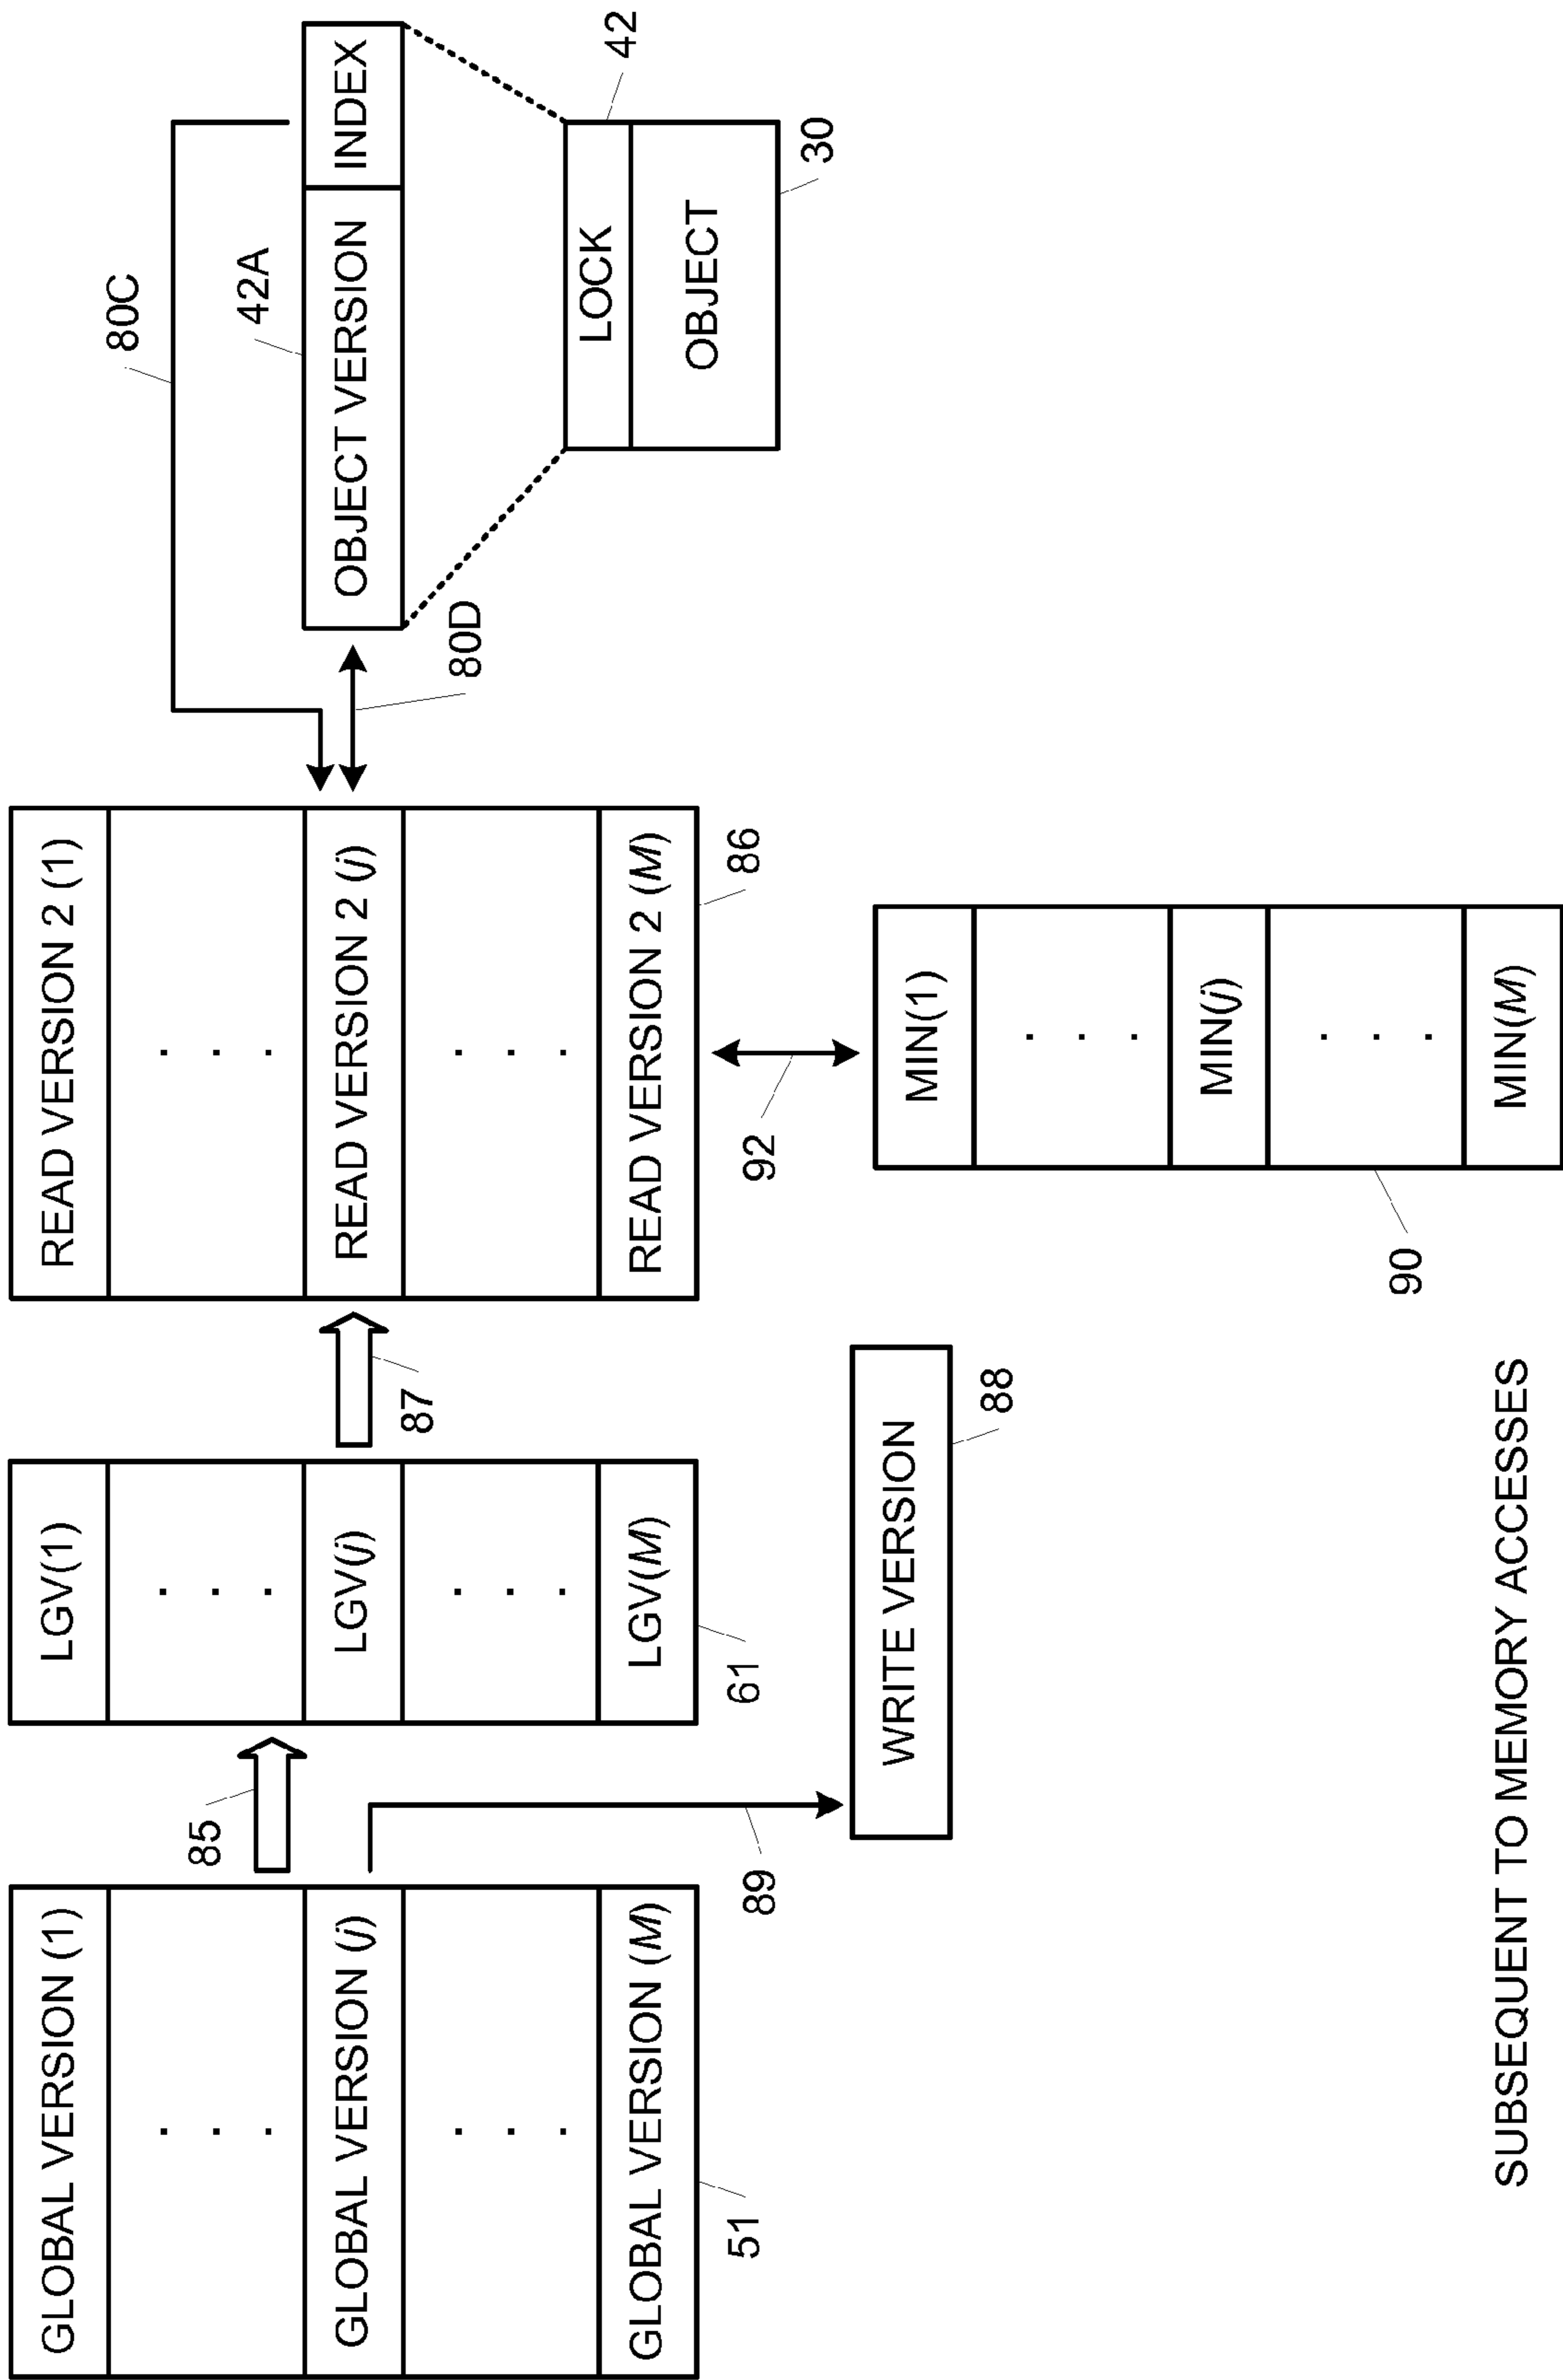 GLOBAL VERSION (1)
.
.
.
GLOBAL VERSION (j)
.
.
.
GLOBAL VERSION (M)
51
85
89
LGV(1)
.
.
.
LGV(j)
.
.
.
LGV(M)
61
87
WRITE VERSION
88
READ VERSION 2 (1)
.
.
.
READ VERSION 2 (j)
.
.
.
READ VERSION 2 (M)
86
92
MIN(1)
.
.
.
MIN(j)
.
.
.
MIN(M)
90
80C
80D
42A
OBJECT VERSION
INDEX
LOCK
42
OBJECT
30
SUBSEQUENT TO MEMORY ACCESSES